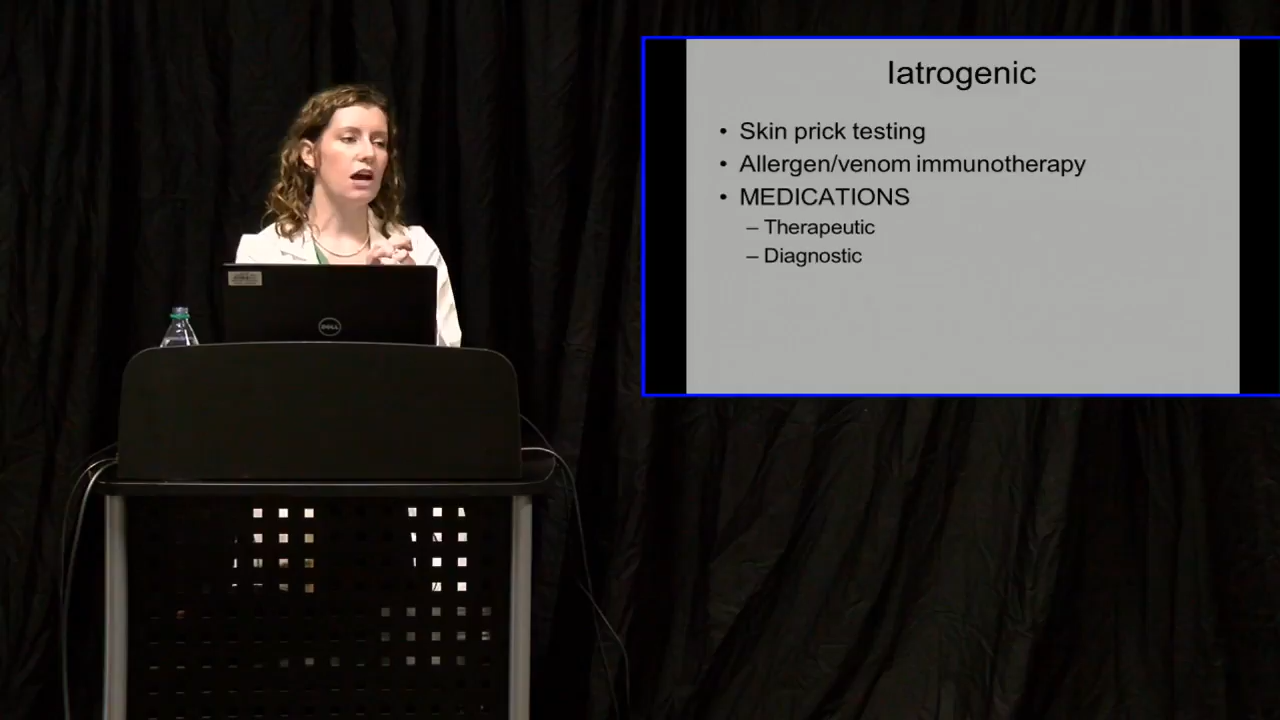 Iatrogenic
• Skin prick testing
• Allergen/venom immunotherapy
• MEDICATIONS
– Therapeutic
– Diagnostic
DELL